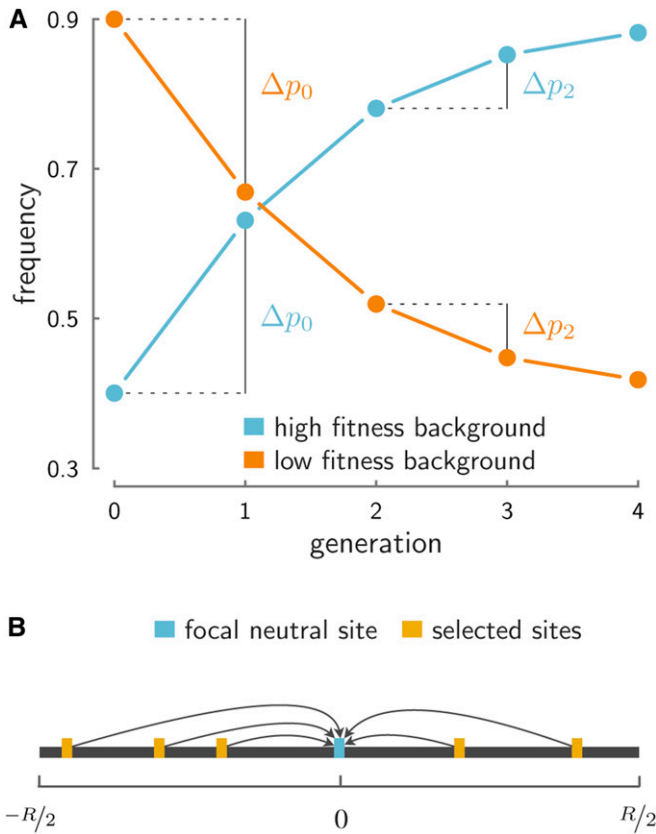 A
0.9
0.7
0.5
0.3
frequency
Δp₀
Δp₂
Δp₀
Δp₂
high fitness background
low fitness background
0 1 2 3 4
generation
B
focal neutral site selected sites
−R/2 0 R/2